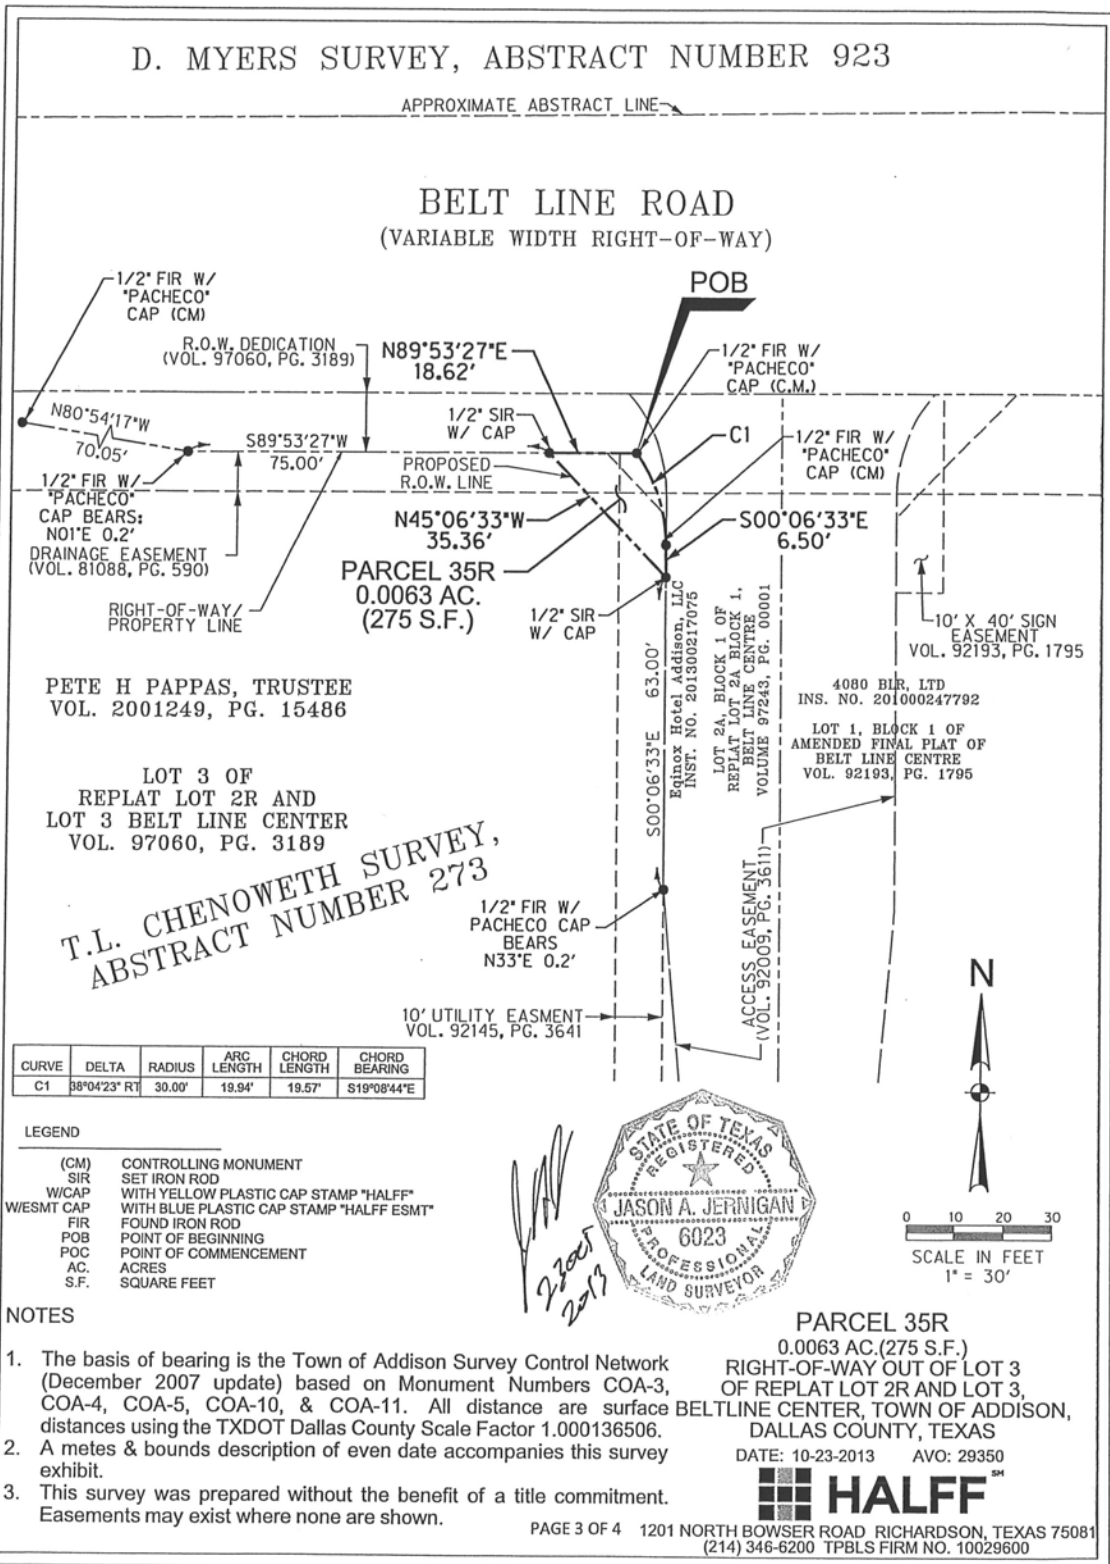 D. MYERS SURVEY, ABSTRACT NUMBER 923
APPROXIMATE ABSTRACT LINE
BELT LINE ROAD
(VARIABLE WIDTH RIGHT-OF-WAY)
POB
1/2" FIR W/
"PACHECO"
CAP (CM)
R.O.W. DEDICATION
(VOL. 97060, PG. 3189)
N89°53'27"E
18.62'
1/2" FIR W/
"PACHECO"
CAP (C.M.)
N80°54'17"W
70.05'
S89°53'27"W
75.00'
1/2" SIR
W/ CAP
C1
1/2" FIR W/
"PACHECO"
CAP (CM)
PROPOSED
R.O.W. LINE
1/2" FIR W/
"PACHECO"
CAP BEARS:
N01°E 0.2'
DRAINAGE EASEMENT
(VOL. 81088, PG. 590)
N45°06'33"W
35.36'
S00°06'33"E
6.50'
PARCEL 35R
0.0063 AC.
(275 S.F.)
RIGHT-OF-WAY/
PROPERTY LINE
1/2" SIR
W/ CAP
10' X 40' SIGN
EASEMENT
VOL. 92193, PG. 1795
S00°06'33"E 63.00'
Eqinox Hotel Addison, LLC
INST. NO. 201300217075
LOT 2A, BLOCK 1 OF
REPLAT LOT 2A BLOCK 1,
BELT LINE CENTRE
VOLUME 97243, PG. 00001
PETE H PAPPAS, TRUSTEE
VOL. 2001249, PG. 15486
4080 BLR, LTD
INS. NO. 201000247792
LOT 1, BLOCK 1 OF
AMENDED FINAL PLAT OF
BELT LINE CENTRE
VOL. 92193, PG. 1795
LOT 3 OF
REPLAT LOT 2R AND
LOT 3 BELT LINE CENTER
VOL. 97060, PG. 3189
T.L. CHENOWETH SURVEY,
ABSTRACT NUMBER 273
1/2" FIR W/
PACHECO CAP
BEARS
N33°E 0.2'
ACCESS EASEMENT
(VOL. 92009, PG. 3611)
10' UTILITY EASMENT
VOL. 92145, PG. 3641
N
CURVE DELTA RADIUS ARC LENGTH CHORD LENGTH CHORD BEARING
C1 38°04'23" RT 30.00' 19.94' 19.57' S19°08'44"E
LEGEND
(CM) CONTROLLING MONUMENT
SIR SET IRON ROD
W/CAP WITH YELLOW PLASTIC CAP STAMP "HALFF"
W/ESMT CAP WITH BLUE PLASTIC CAP STAMP "HALFF ESMT"
FIR FOUND IRON ROD
POB POINT OF BEGINNING
POC POINT OF COMMENCEMENT
AC. ACRES
S.F. SQUARE FEET
STATE OF TEXAS
REGISTERED
JASON A. JERNIGAN
6023
PROFESSIONAL
LAND SURVEYOR
23 OCT
2013
0 10 20 30
SCALE IN FEET
1" = 30'
NOTES
1. The basis of bearing is the Town of Addison Survey Control Network
(December 2007 update) based on Monument Numbers COA-3,
COA-4, COA-5, COA-10, & COA-11. All distance are surface
distances using the TXDOT Dallas County Scale Factor 1.000136506.
2. A metes & bounds description of even date accompanies this survey
exhibit.
3. This survey was prepared without the benefit of a title commitment.
Easements may exist where none are shown.
PARCEL 35R
0.0063 AC.(275 S.F.)
RIGHT-OF-WAY OUT OF LOT 3
OF REPLAT LOT 2R AND LOT 3,
BELTLINE CENTER, TOWN OF ADDISON,
DALLAS COUNTY, TEXAS
DATE: 10-23-2013 AVO: 29350
HALFF SM
PAGE 3 OF 4 1201 NORTH BOWSER ROAD RICHARDSON, TEXAS 75081
(214) 346-6200 TPBLS FIRM NO. 10029600